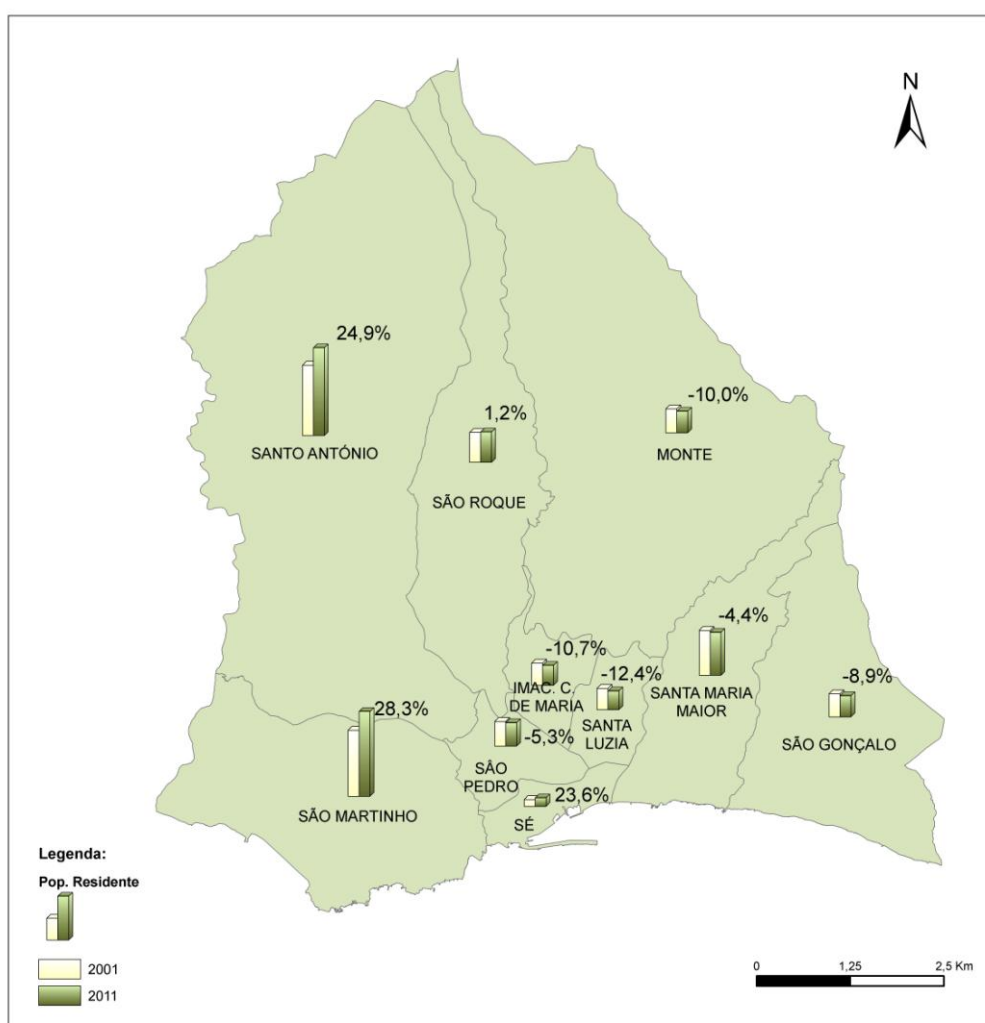 N
24,9%
SANTO ANTÓNIO
1,2%
SÃO ROQUE
-10,0%
MONTE
-4,4%
SANTA MARIA
MAIOR
-8,9%
SÃO GONÇALO
-10,7%
IMAC. C.
DE MARIA
-12,4%
SANTA
LUZIA
28,3%
SÃO MARTINHO
-5,3%
SÂO
PEDRO
23,6%
SÉ
Legenda:
Pop. Residente
2001
2011
0 1,25 2,5 Km